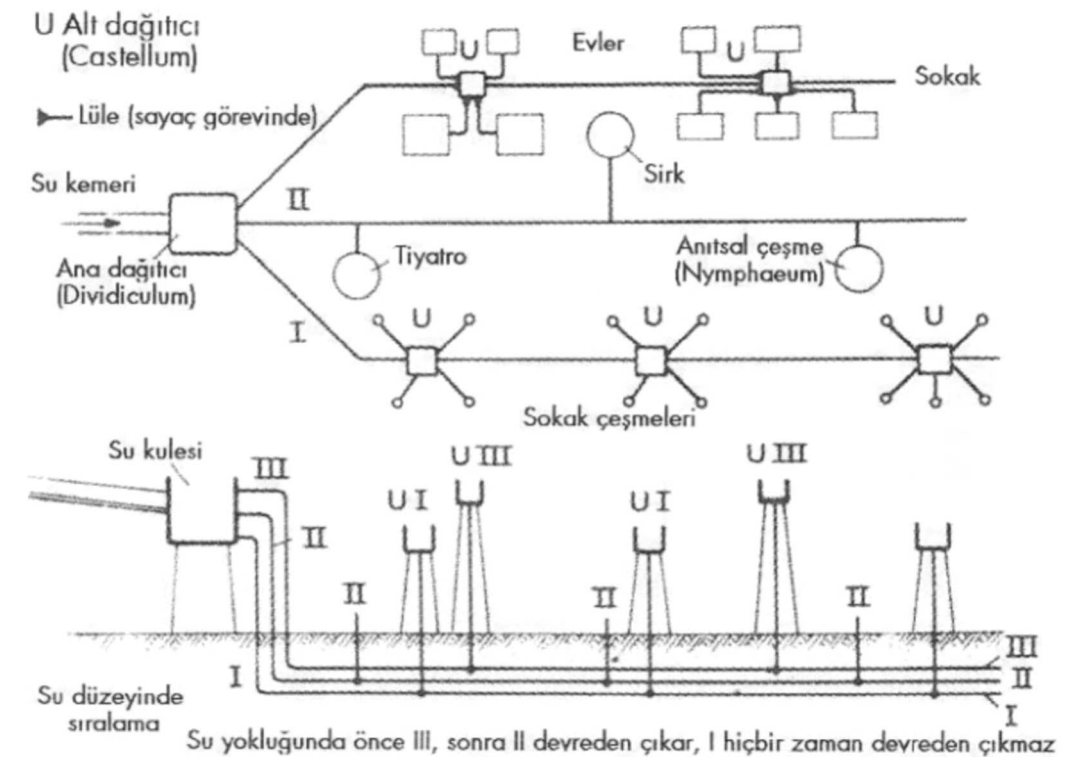 U Alt dağıtıcı
(Castellum)
Lüle (sayaç görevinde)
Su kemeri
Ana dağıtıcı
(Dividiculum)
U
Evler
U
Sokak
Sirk
II
Tiyatro
Anıtsal çeşme
(Nymphaeum)
I
U
U
U
Sokak çeşmeleri
Su kulesi
III
II
U I
U III
U I
U III
II
II
II
I
III
II
I
Su düzeyinde
sıralama
Su yokluğunda önce III, sonra II devreden çıkar, I hiçbir zaman devreden çıkmaz